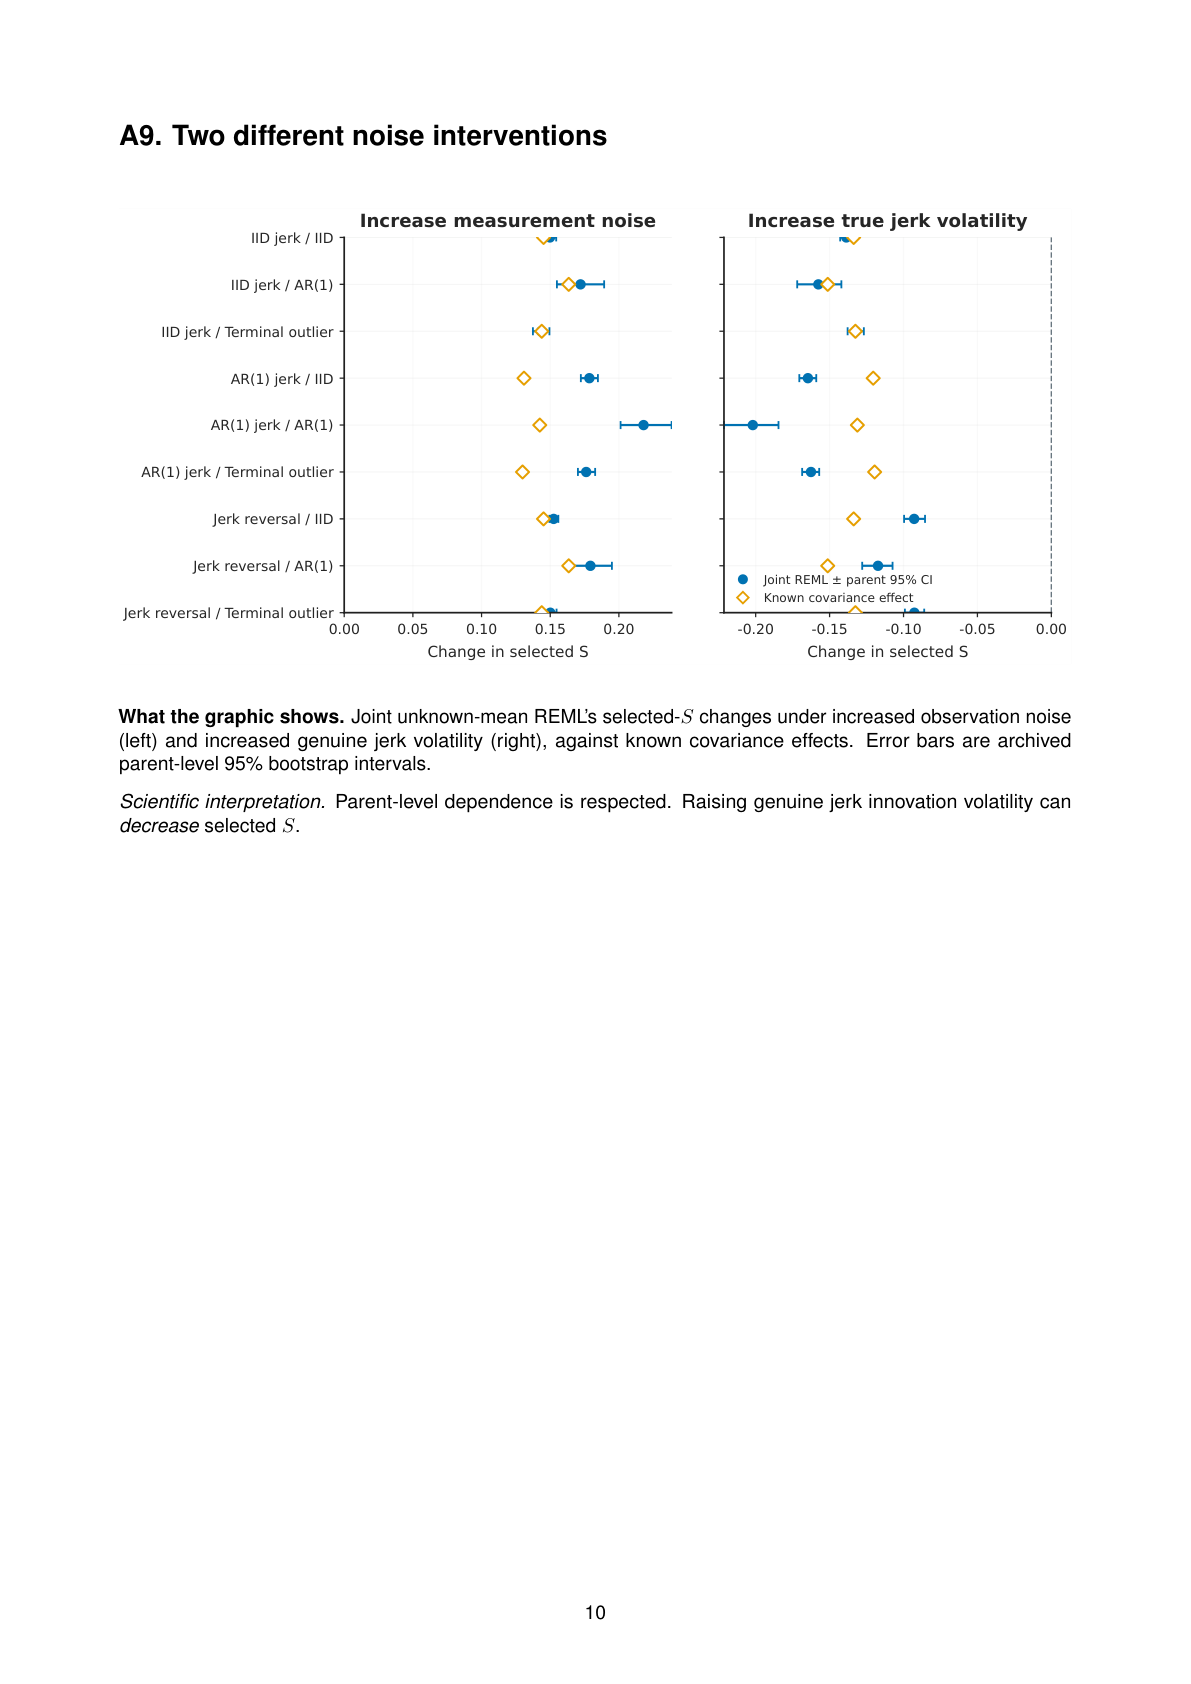 A9. Two different noise interventions
Increase measurement noise
Increase true jerk volatility
IID jerk / IID
IID jerk / AR(1)
IID jerk / Terminal outlier
AR(1) jerk / IID
AR(1) jerk / AR(1)
AR(1) jerk / Terminal outlier
Jerk reversal / IID
Jerk reversal / AR(1)
Jerk reversal / Terminal outlier
Joint REML ± parent 95% CI
Known covariance effect
0.00 0.05 0.10 0.15 0.20
-0.20 -0.15 -0.10 -0.05 0.00
Change in selected S
Change in selected S
What the graphic shows. Joint unknown-mean REML's selected-S changes under increased observation noise
(left) and increased genuine jerk volatility (right), against known covariance effects. Error bars are archived
parent-level 95% bootstrap intervals.
Scientific interpretation. Parent-level dependence is respected. Raising genuine jerk innovation volatility can
decrease selected S.
10